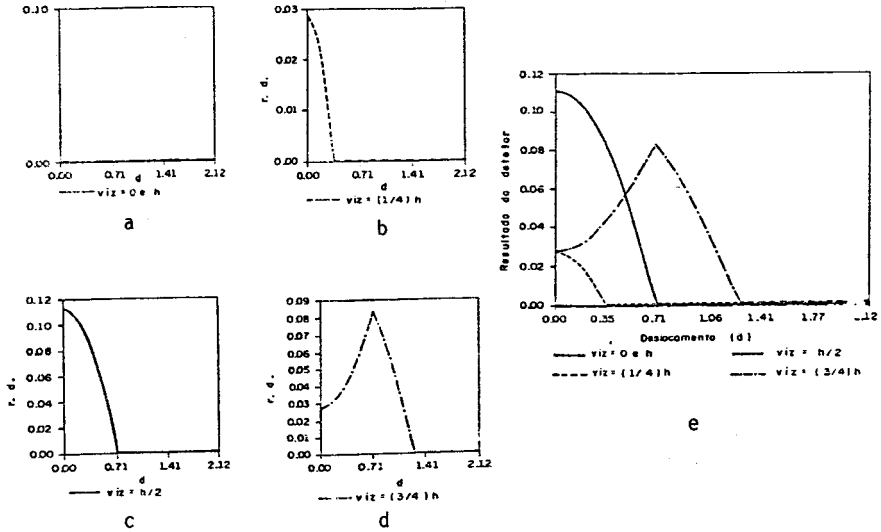 0.10
0.00
0.00 0.71 1.41 2.12
d
viz = 0 e h
a
r. d.
0.03
0.02
0.01
0.00
0.00 0.71 1.41 2.12
d
viz = (1/4) h
b
r. d.
0.12
0.10
0.08
0.06
0.04
0.02
0.00
0.00 0.71 1.41 2.12
d
viz = h/2
c
r. d.
0.09
0.08
0.07
0.06
0.05
0.04
0.03
0.02
0.01
0.00
0.00 0.71 1.41 2.12
d
viz = (3/4) h
d
Resultado do detetor
0.12
0.10
0.08
0.06
0.04
0.02
0.00
0.00 0.35 0.71 1.06 1.41 1.77 2.12
Deslocamento (d)
viz = 0 e h viz = h/2
viz = (1/4) h viz = (3/4) h
e